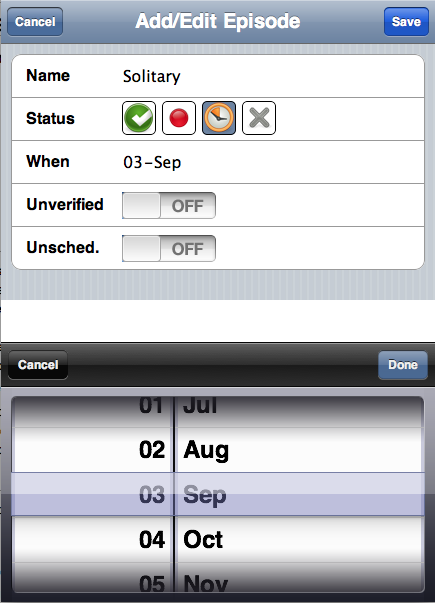 Cancel Add/Edit Episode Save
Name Solitary
Status
When 03-Sep
Unverified OFF
Unsched. OFF
Cancel Done
01 Jul
02 Aug
03 Sep
04 Oct
05 Nov